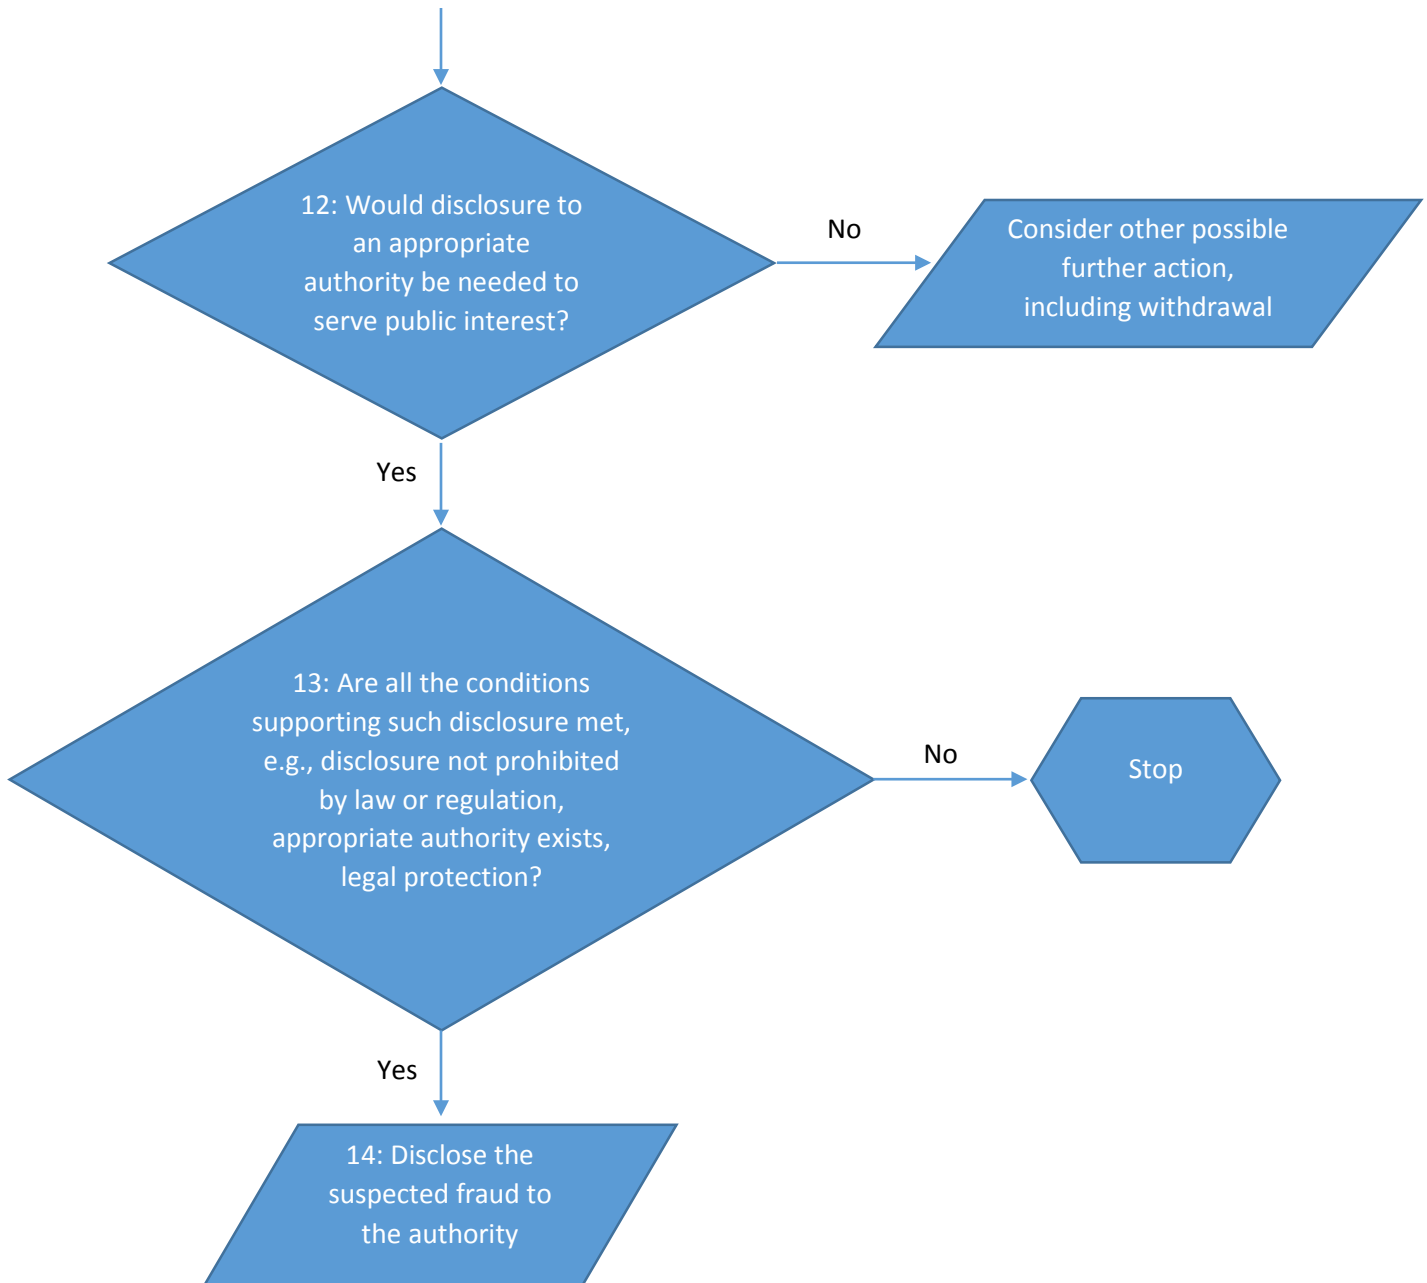 12: Would disclosure to
an appropriate
authority be needed to
serve public interest?
No
Consider other possible
further action,
including withdrawal
Yes
13: Are all the conditions
supporting such disclosure met,
e.g., disclosure not prohibited
by law or regulation,
appropriate authority exists,
legal protection?
No
Stop
Yes
14: Disclose the
suspected fraud to
the authority